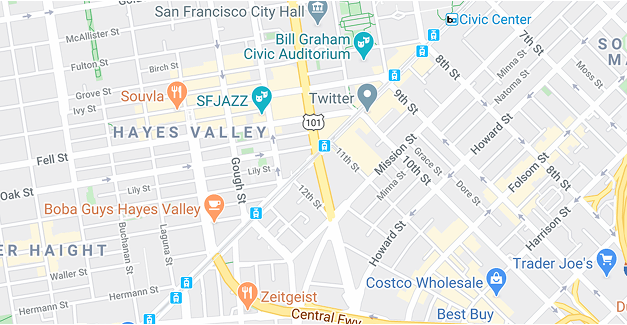 San Francisco City Hall
McAllister St
Fulton St
Birch St
Grove St
Ivy St
Souvla
SFJAZZ
Bill Graham
Civic Auditorium
ba Civic Center
7th St
SO
MA
8th St
Minna St
Natoma St
Moss St
Twitter
9th St
101
HAYES VALLEY
Fell St
Oak St
Lily St
Lily St
Gough St
11th St
Mission St
10th St
Grace St
Minna St
Howard St
Folsom St
8th St
Dore St
12th St
Boba Guys Hayes Valley
Laguna St
Buchanan St
ER HAIGHT
Waller St
Hermann St
Hermann St
Howard St
Harrison St
Trader Joe's
Costco Wholesale
Best Buy
Zeitgeist
Central Fwy
Du